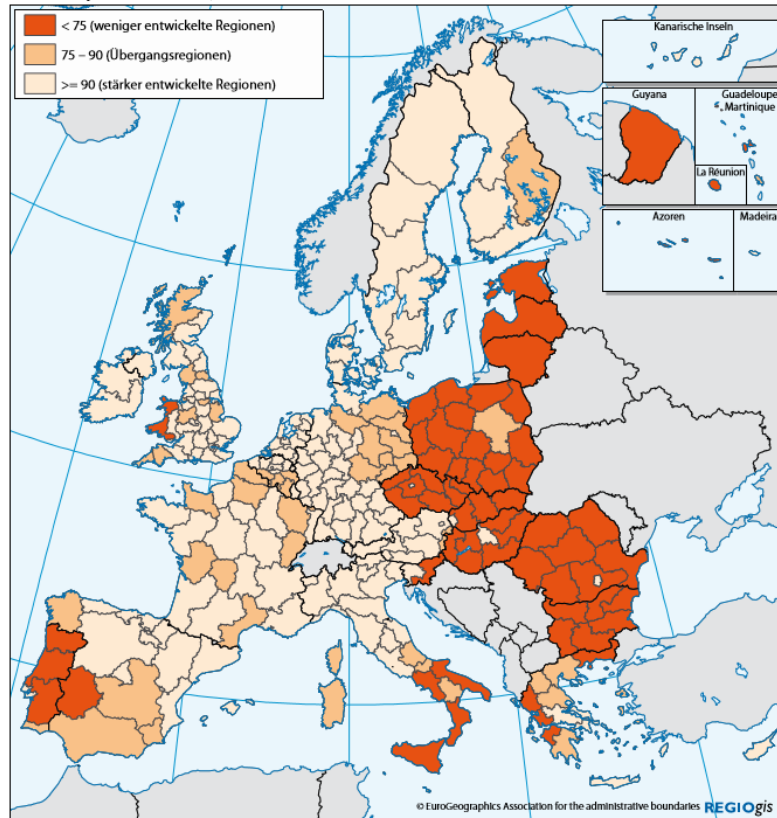 < 75 (weniger entwickelte Regionen)
75 – 90 (Übergangsregionen)
>= 90 (stärker entwickelte Regionen)
Kanarische Inseln
Guyana
Guadeloupe
Martinique
La Réunion
Azoren
Madeira
© EuroGeographics Association for the administrative boundaries REGIOgis